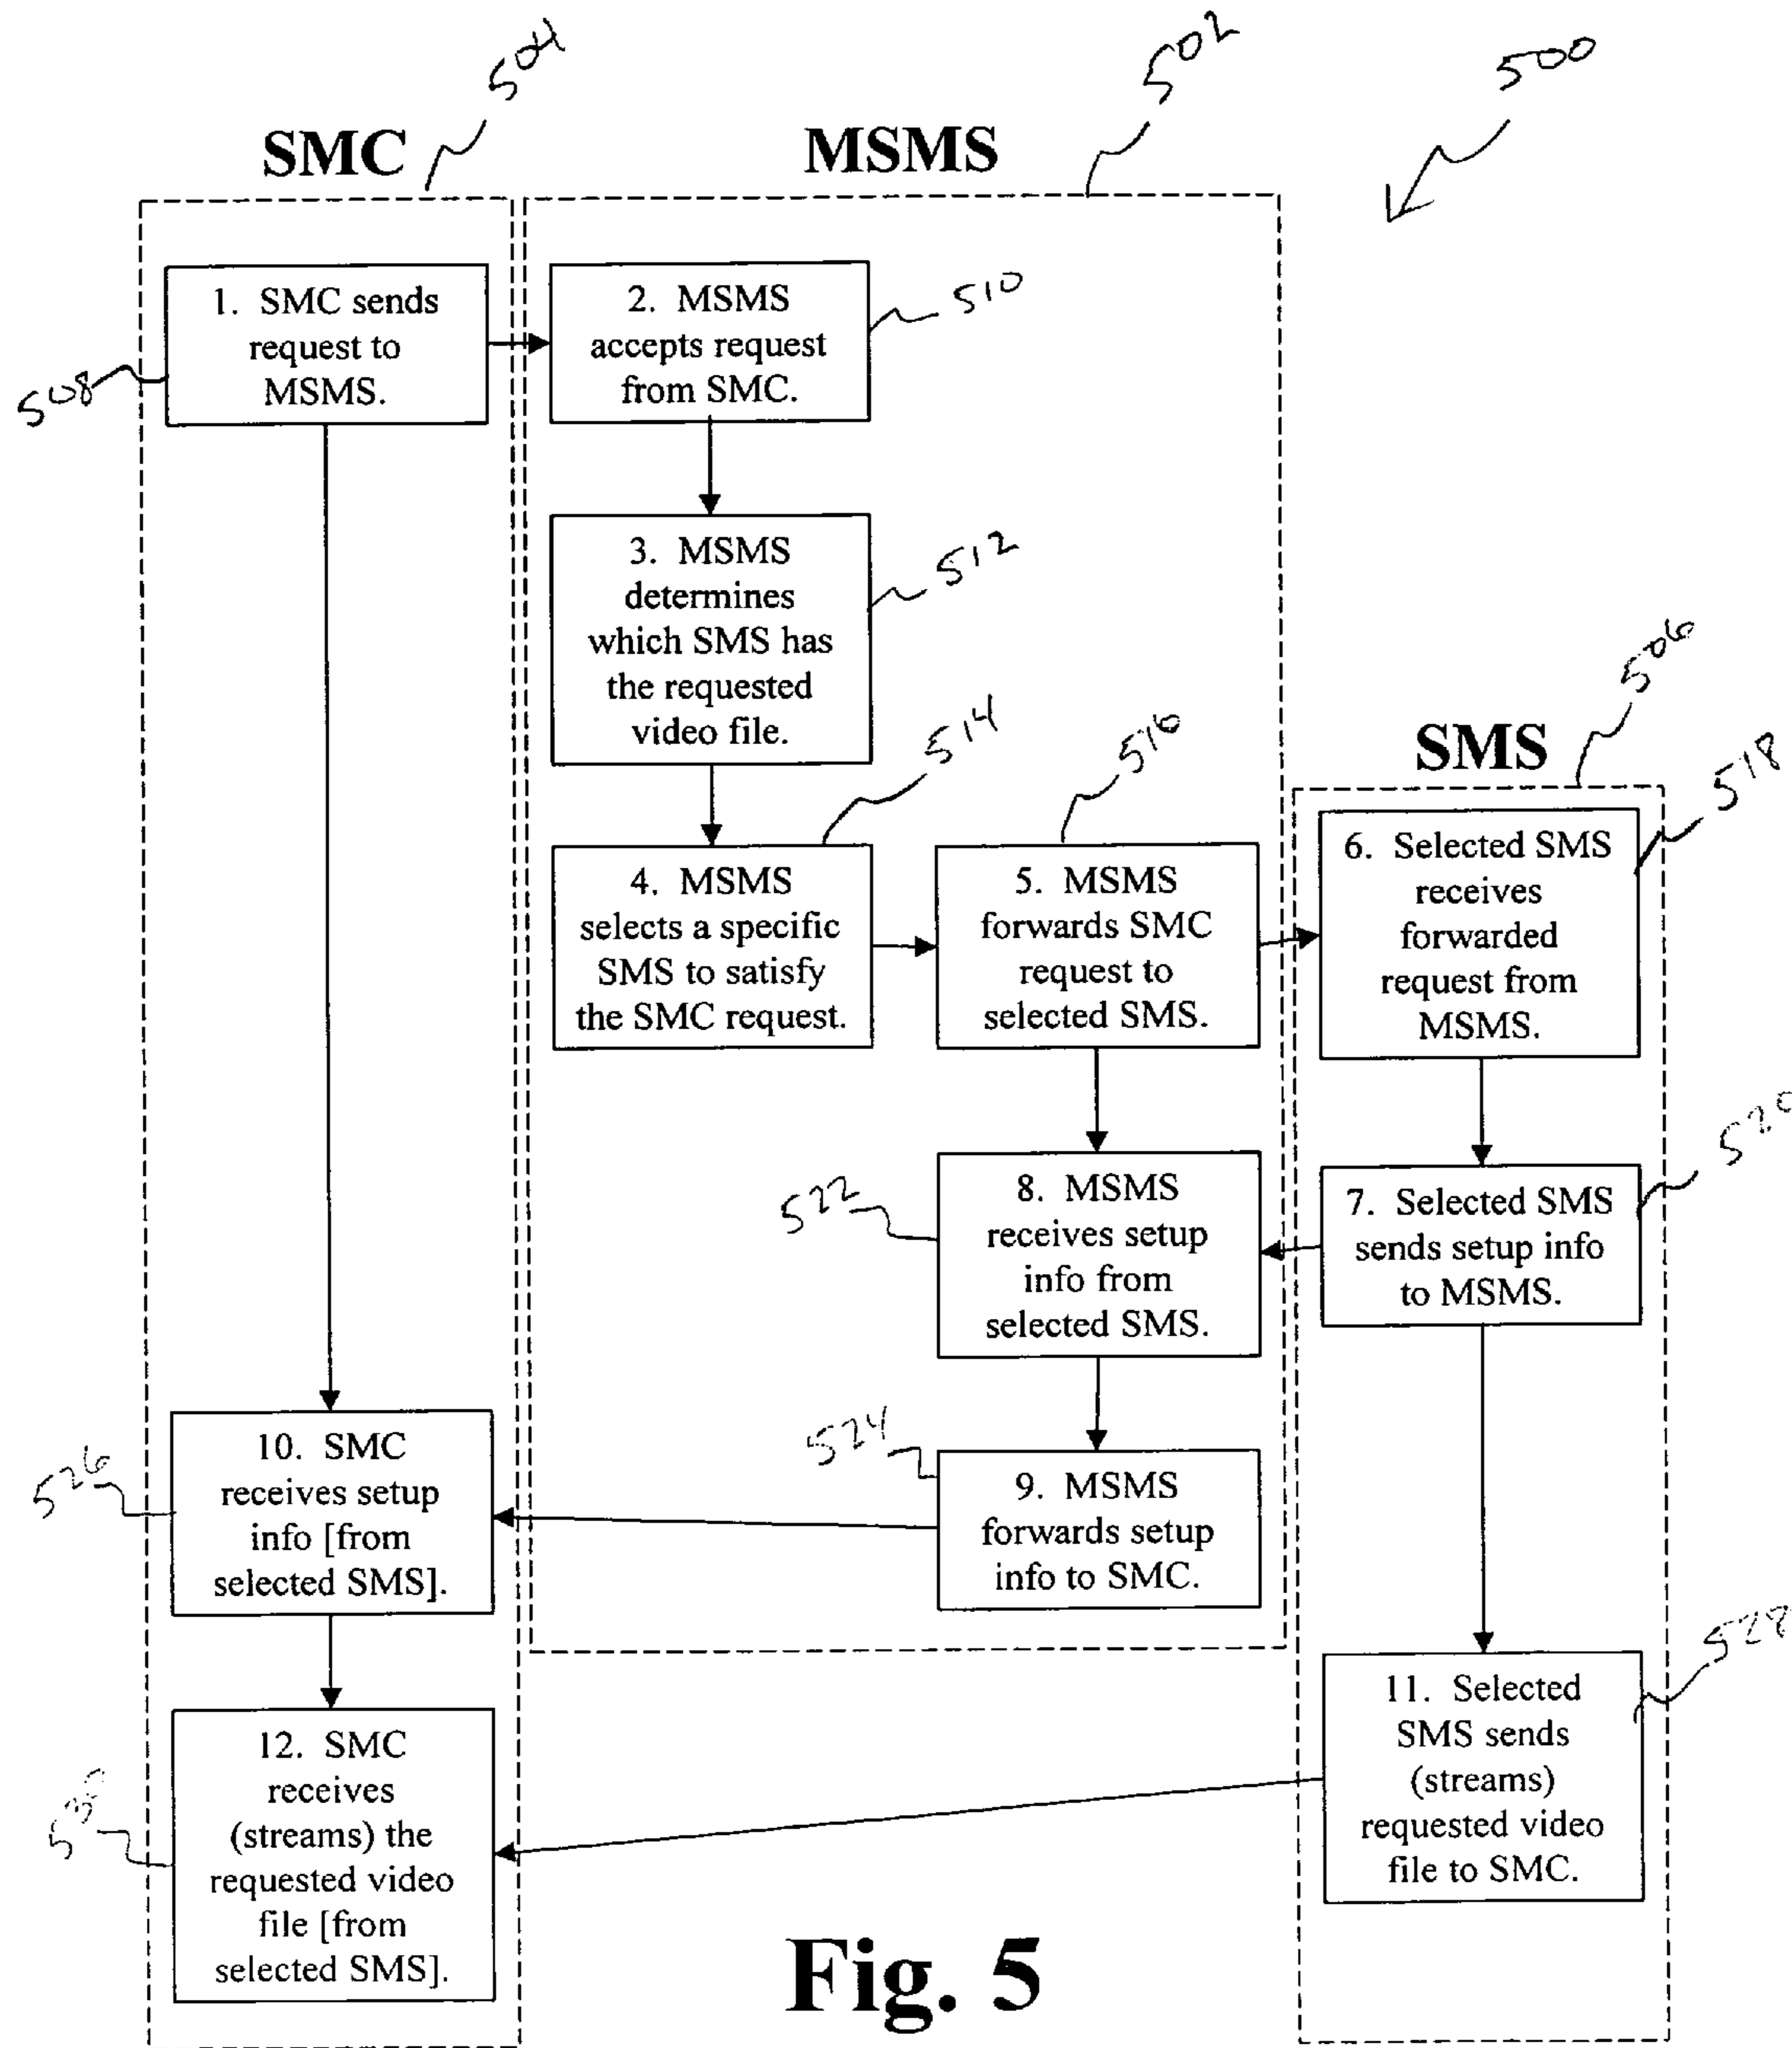 504
502
500
SMC
MSMS
1. SMC sends
request to
MSMS.
508
2. MSMS
accepts request
from SMC.
510
3. MSMS
determines
which SMS has
the requested
video file.
512
514
516
506
SMS
518
4. MSMS
selects a specific
SMS to satisfy
the SMC request.
5. MSMS
forwards SMC
request to
selected SMS.
6. Selected SMS
receives
forwarded
request from
MSMS.
520
522
8. MSMS
receives setup
info from
selected SMS.
7. Selected SMS
sends setup info
to MSMS.
524
526
10. SMC
receives setup
info [from
selected SMS].
9. MSMS
forwards setup
info to SMC.
528
11. Selected
SMS sends
(streams)
requested video
file to SMC.
530
12. SMC
receives
(streams) the
requested video
file [from
selected SMS].
Fig. 5